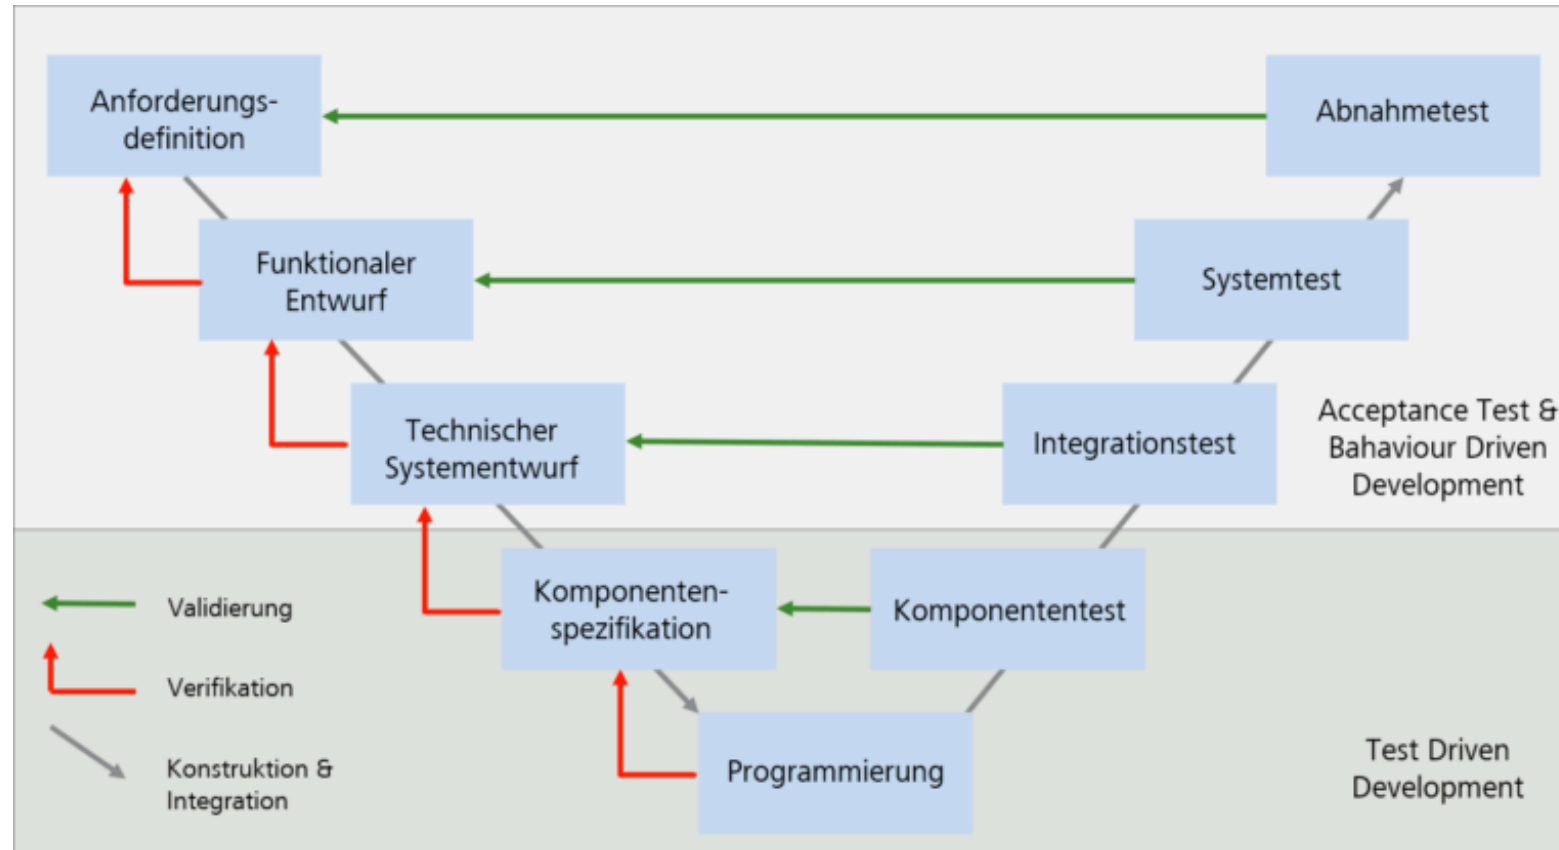 Anforderungs-
definition
Abnahmetest
Funktionaler
Entwurf
Systemtest
Technischer
Systementwurf
Integrationstest
Acceptance Test &
Bahaviour Driven
Development
Komponenten-
spezifikation
Komponententest
Validierung
Verifikation
Konstruktion &
Integration
Programmierung
Test Driven
Development